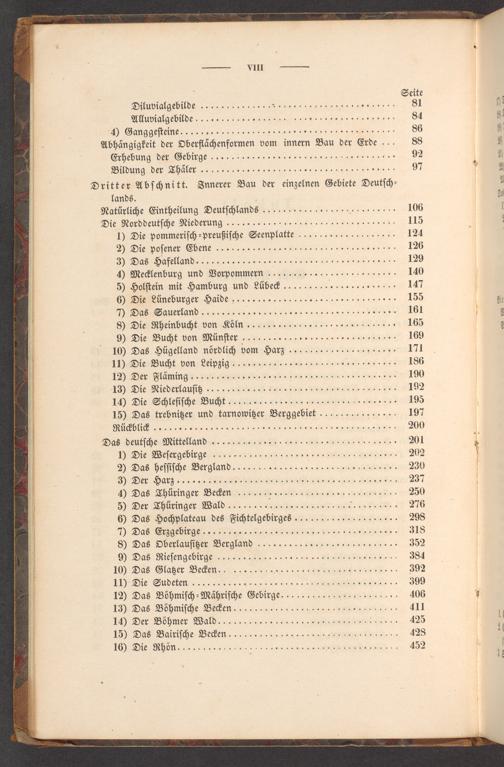 VIII
Seite
Diluvialgebilde 81
Alluvialgebilde 84
4) Ganggesteine 86
Abhängigkeit der Oberflächenformen vom innern Bau der Erde 88
Erhebung der Gebirge 92
Bildung der Thäler 97
Dritter Abschnitt. Innerer Bau der einzelnen Gebiete Deutsch-
lands.
Natürliche Eintheilung Deutschlands 106
Die Norddeutsche Niederung 115
1) Die pommerisch-preußische Seenplatte 124
2) Die posener Ebene 126
3) Das Hafelland 129
4) Mecklenburg und Vorpommern 140
5) Holstein mit Hamburg und Lübeck 147
6) Die Lüneburger Haide 155
7) Das Sauerland 161
8) Die Rheinbucht von Köln 165
9) Die Bucht von Münster 169
10) Das Hügelland nördlich vom Harz 171
11) Die Bucht von Leipzig 186
12) Der Fläming 190
13) Die Niederlausitz 192
14) Die Schlesische Bucht 195
15) Das trebnitzer und tarnowitzer Berggebiet 197
Rückblick 200
Das deutsche Mittelland 201
1) Die Wesergebirge 202
2) Das hessische Bergland 230
3) Der Harz 237
4) Das Thüringer Becken 250
5) Der Thüringer Wald 276
6) Das Hochplateau des Fichtelgebirges 298
7) Das Erzgebirge 318
8) Das Oberlausitzer Bergland 352
9) Das Riesengebirge 384
10) Das Glatzer Becken 392
11) Die Sudeten 399
12) Das Böhmisch-Mährische Gebirge 406
13) Das Böhmische Becken 411
14) Der Böhmer Wald 425
15) Das Bairische Becken 428
16) Die Rhön 452